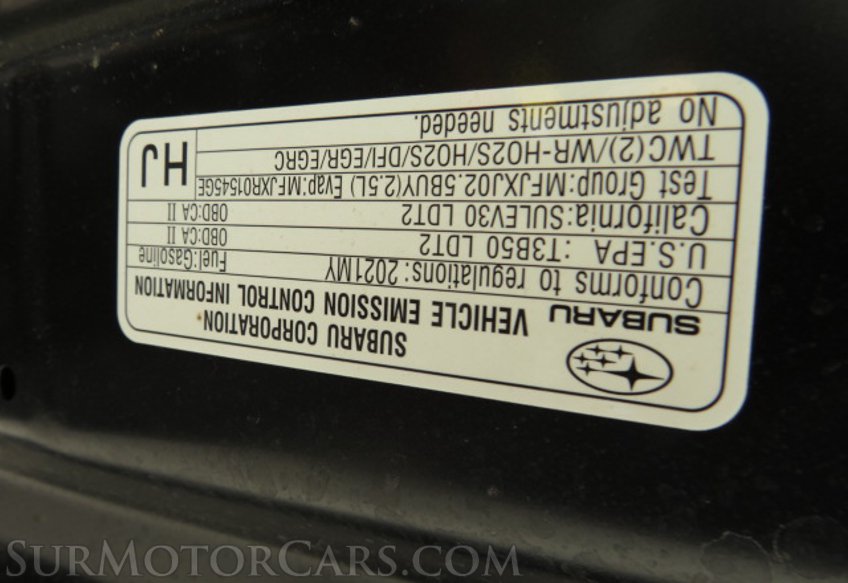 SUBARU CORPORATION
SUBARU VEHICLE EMISSION CONTROL INFORMATION
Conforms to regulations: 2021MY Fuel:Gasoline
U.S.EPA :T3B50 LDT2 OBD:CA II
California:SULEV30 LDT2 OBD:CA II
Test Group:MFJXJ02.5BUY(2.5L) Evap:MFJXR01545GE
TWC(2)/WR-HO2S/HO2S/DFI/EGR/EGRC
No adjustments needed.
HJ
SURMOTORCARS.COM